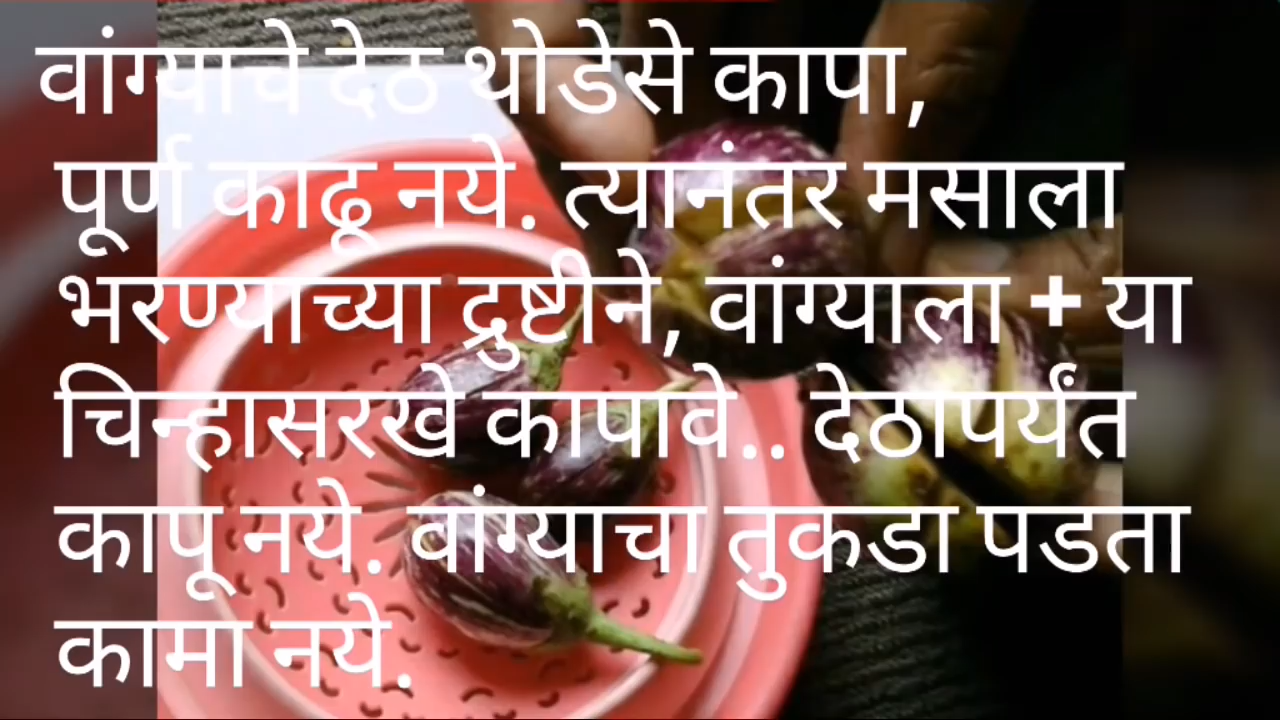 वांग्याचे देठ थोडेसे कापा,
पूर्ण काढू नये. त्यानंतर मसाला
भरण्याच्या द्रुष्टीने, वांग्याला + या
चिन्हासरखे कापावे.. देठापर्यंत
कापू नये. वांग्याचा तुकडा पडता
कामा नये.